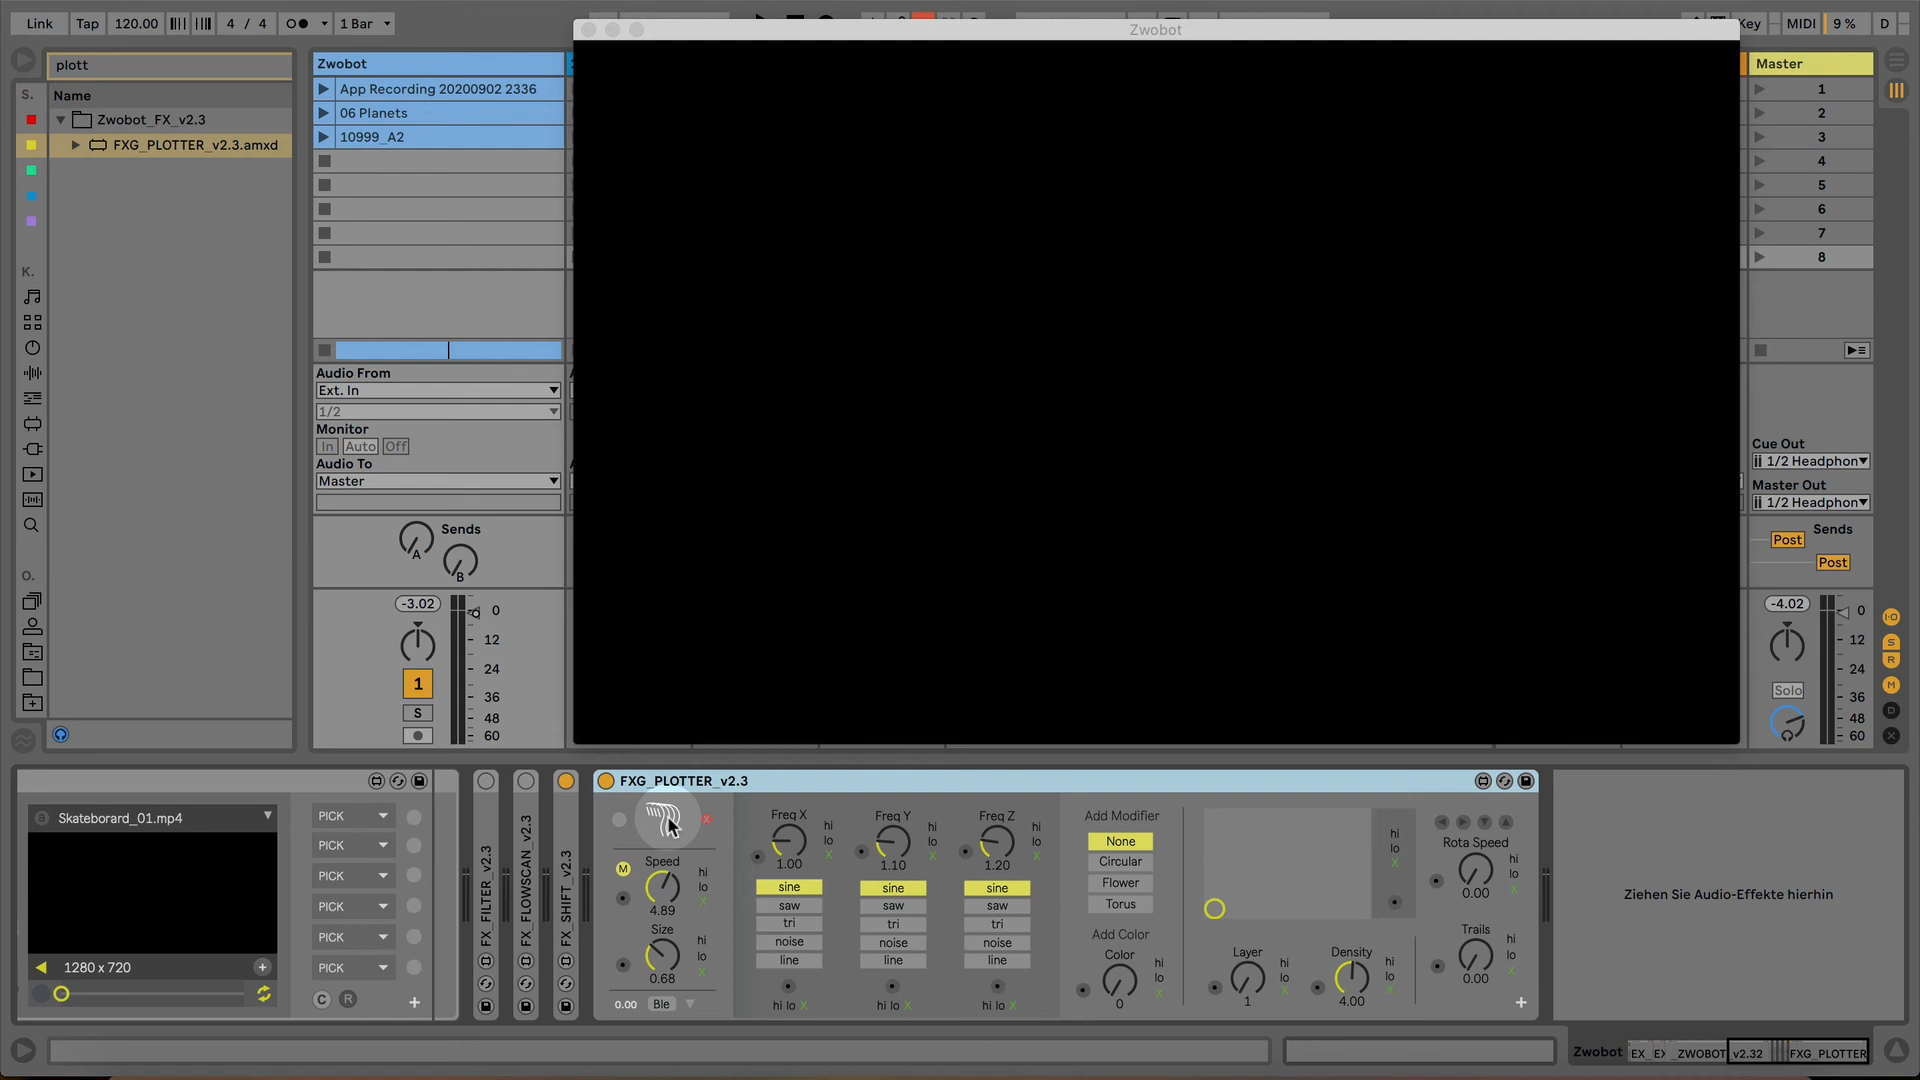 Link Tap 120.00 4 / 4 1 Bar
Key MIDI 9 % D
Zwobot
plott
S. Name
Zwobot_FX_v2.3
FXG_PLOTTER_v2.3.amxd
K.
O.
Zwobot
App Recording 20200902 2336
06 Planets
10999_A2
Audio From
Ext. In
1/2
Monitor
In Auto Off
Audio To
Master
Sends
A
B
-3.02
0
12
24
36
48
60
1
S
Master
1
2
3
4
5
6
7
8
Cue Out
1/2 Headphon
Master Out
1/2 Headphon
Sends
Post
Post
-4.02
0
12
24
36
48
60
Solo
I·O
S
R
M
D
X
a Skateborard_01.mp4
1280 x 720
PICK
PICK
PICK
PICK
PICK
PICK
C R +
FX_FILTER_v2.3
FX_FLOWSCAN_v2.3
FX_SHIFT_v2.3
FXG_PLOTTER_v2.3
X
M
Speed
4.89
hi
lo
X
Size
0.68
hi
lo
X
0.00 Ble
Freq X
1.00
hi
lo
X
sine
saw
tri
noise
line
hi lo X
Freq Y
1.10
hi
lo
X
sine
saw
tri
noise
line
hi lo X
Freq Z
1.20
hi
lo
X
sine
saw
tri
noise
line
hi lo X
Add Modifier
None
Circular
Flower
Torus
Add Color
Color
0
hi
lo
X
hi
lo
X
Layer
1
hi
lo
X
Density
4.00
hi
lo
X
Rota Speed
0.00
hi
lo
X
Trails
0.00
hi
lo
X
+
Ziehen Sie Audio-Effekte hierhin
Zwobot _ZWOBOT_v2.32 FXG_PLOTTER